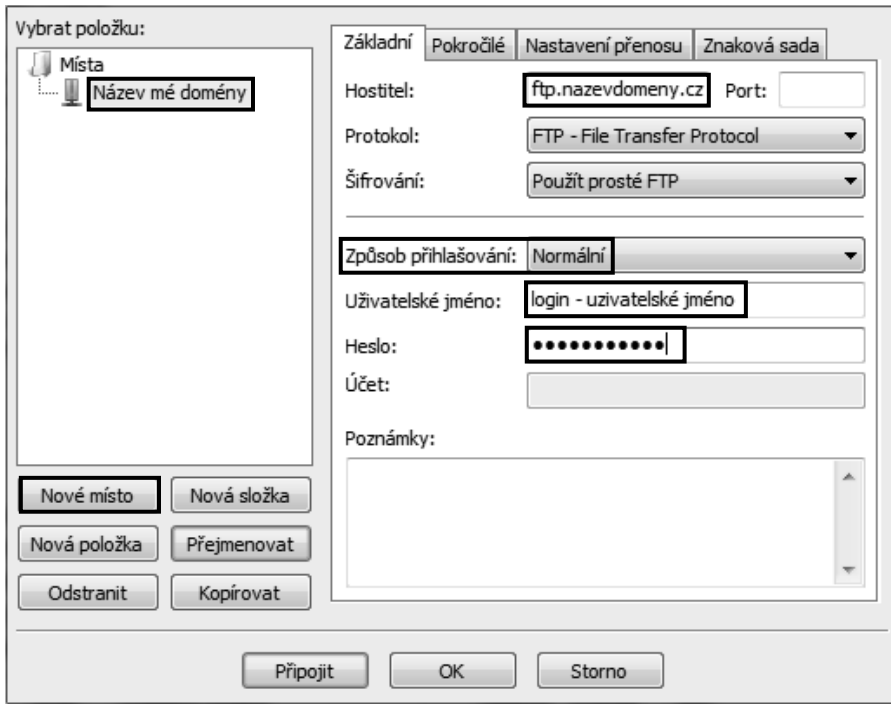 Vybrat položku:
Místa
Název mé domény
Nové místo
Nová složka
Nová položka
Přejmenovat
Odstranit
Kopírovat
Základní
Pokročilé
Nastavení přenosu
Znaková sada
Hostitel:
ftp.nazevdomeny.cz
Port:
Protokol:
FTP - File Transfer Protocol
Šifrování:
Použít prosté FTP
Způsob přihlašování:
Normální
Uživatelské jméno:
login - uzivatelské jméno
Heslo:
●●●●●●●●●●●
Účet:
Poznámky:
Připojit
OK
Storno